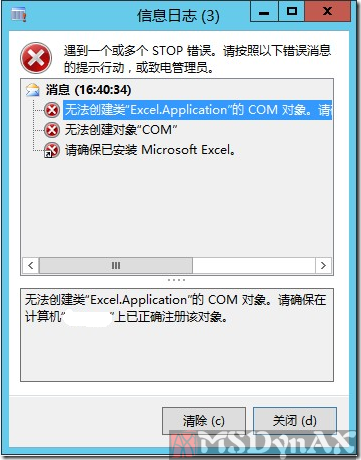 信息日志 (3)
遇到一个或多个 STOP 错误。请按照以下错误消息
的提示行动，或致电管理员。
消息 (16:40:34)
无法创建类“Excel.Application”的 COM 对象。请
无法创建对象“COM”
请确保已安装 Microsoft Excel。
无法创建类“Excel.Application”的 COM 对象。请确保在
计算机“ ”上已正确注册该对象。
清除 (c)
关闭 (d)
MSDynAX